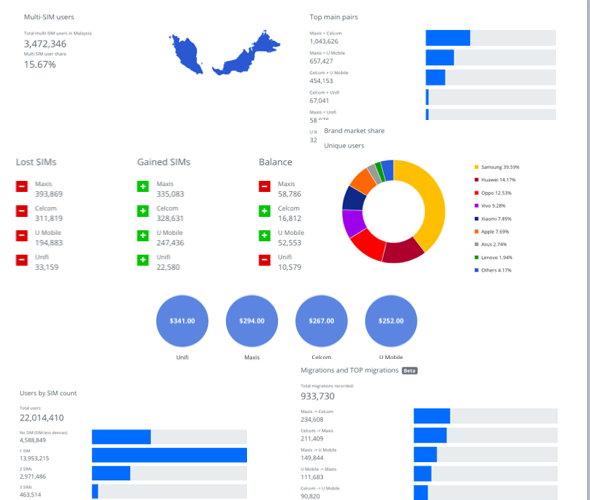 Multi-SIM users
Total multi-SIM users in Malaysia
3,472,346
Multi SIM user share
15.67%
Top main pairs
Maxis + Celcom
1,043,626
Maxis + U Mobile
657,427
Celcom + U Mobile
454,153
Celcom + Unifi
67,041
Maxis + Unifi
58
U
32
Brand market share
Unique users
Samsung 39.59%
Huawei 14.17%
Oppo 12.53%
Vivo 9.28%
Xiaomi 7.89%
Apple 7.69%
Asus 2.74%
Lenovo 1.94%
Others 4.17%
Lost SIMs
Maxis
393,869
Celcom
311,819
U Mobile
194,883
Unifi
33,159
Gained SIMs
Maxis
335,083
Celcom
328,631
U Mobile
247,436
Unifi
22,580
Balance
Maxis
58,786
Celcom
16,812
U Mobile
52,553
Unifi
10,579
$341.00
$294.00
$267.00
$252.00
Unifi
Maxis
Celcom
U Mobile
Users by SIM count
Total users
22,014,410
No SIM (SIM-less devices)
4,588,849
1 SIM
13,953,215
2 SIMs
2,971,486
3 SIMs
463,514
Migrations and TOP migrations Beta
Total migrations recorded:
933,730
Maxis -> Celcom
234,608
Celcom -> Maxis
211,409
Maxis -> U Mobile
149,844
U Mobile -> Maxis
111,683
Celcom -> U Mobile
90,820